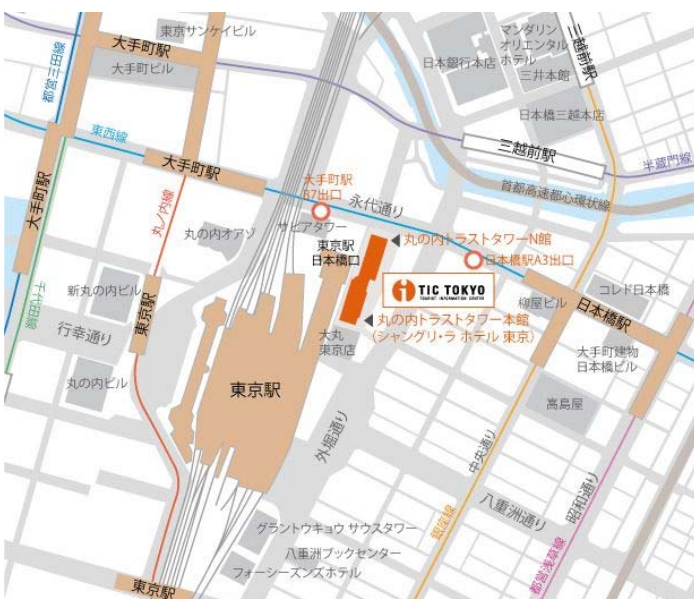 東京サンケイビル
大手町駅
大手町ビル
都営三田線
マンダリン
オリエンタル
ホテル
日本銀行本店
三井本館
三越前駅
日本橋三越本店
東西線
大手町駅
三越前駅
半蔵門線
大手町駅
丸ノ内線
大手町駅
B7出口
永代通り
首都高速都心環状線
サピアタワー
丸の内オアゾ
東京駅
日本橋口
丸の内トラストタワーN館
日本橋駅A3出口
TIC TOKYO
TOURIST INFORMATION CENTER
千代田線
新丸の内ビル
東京駅
行幸通り
柳屋ビル
コレド日本橋
日本橋駅
丸の内トラストタワー本館
(シャングリ・ラ ホテル 東京)
大丸
東京店
大手町建物
日本橋ビル
丸の内ビル
東京駅
高島屋
外堀通り
中央通り
昭和通り
八重洲通り
銀座線
都営浅草線
グラントウキョウ サウスタワー
八重洲ブックセンター
フォーシーズンズホテル
東京駅